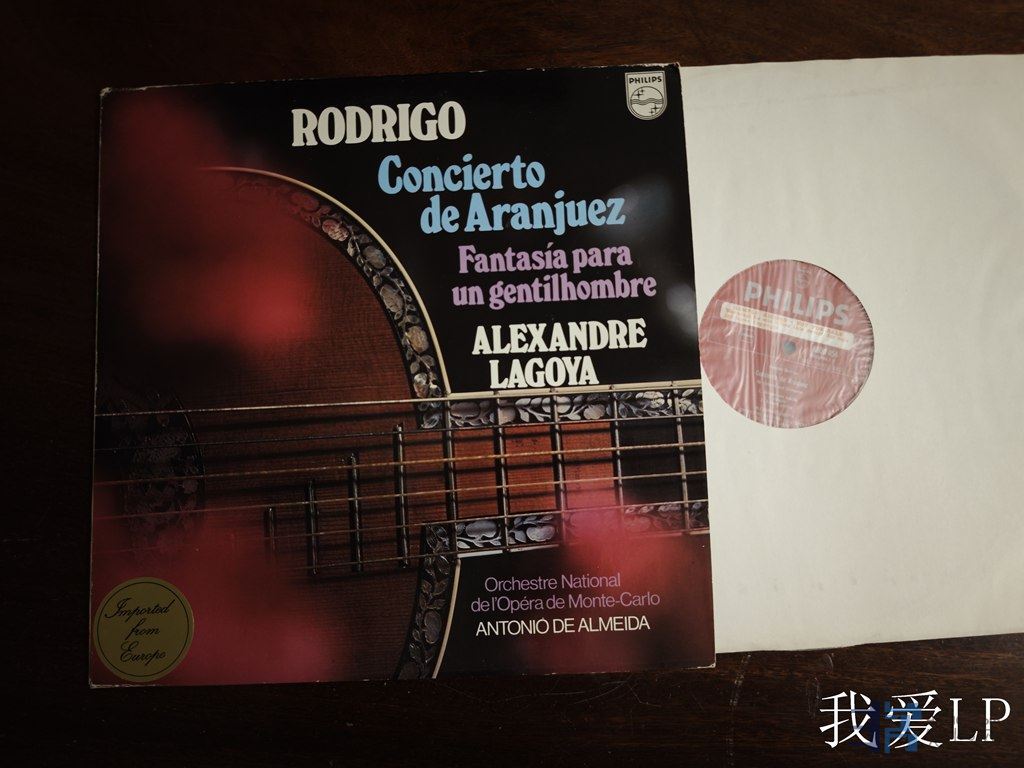 PHILIPS
RODRIGO
Concierto
de Aranjuez
Fantasía para
un gentilhombre
ALEXANDRE
LAGOYA
PHILIPS
Orchestre National
de l'Opéra de Monte-Carlo
ANTONIO DE ALMEIDA
Imported
from
Europe
我爱LP